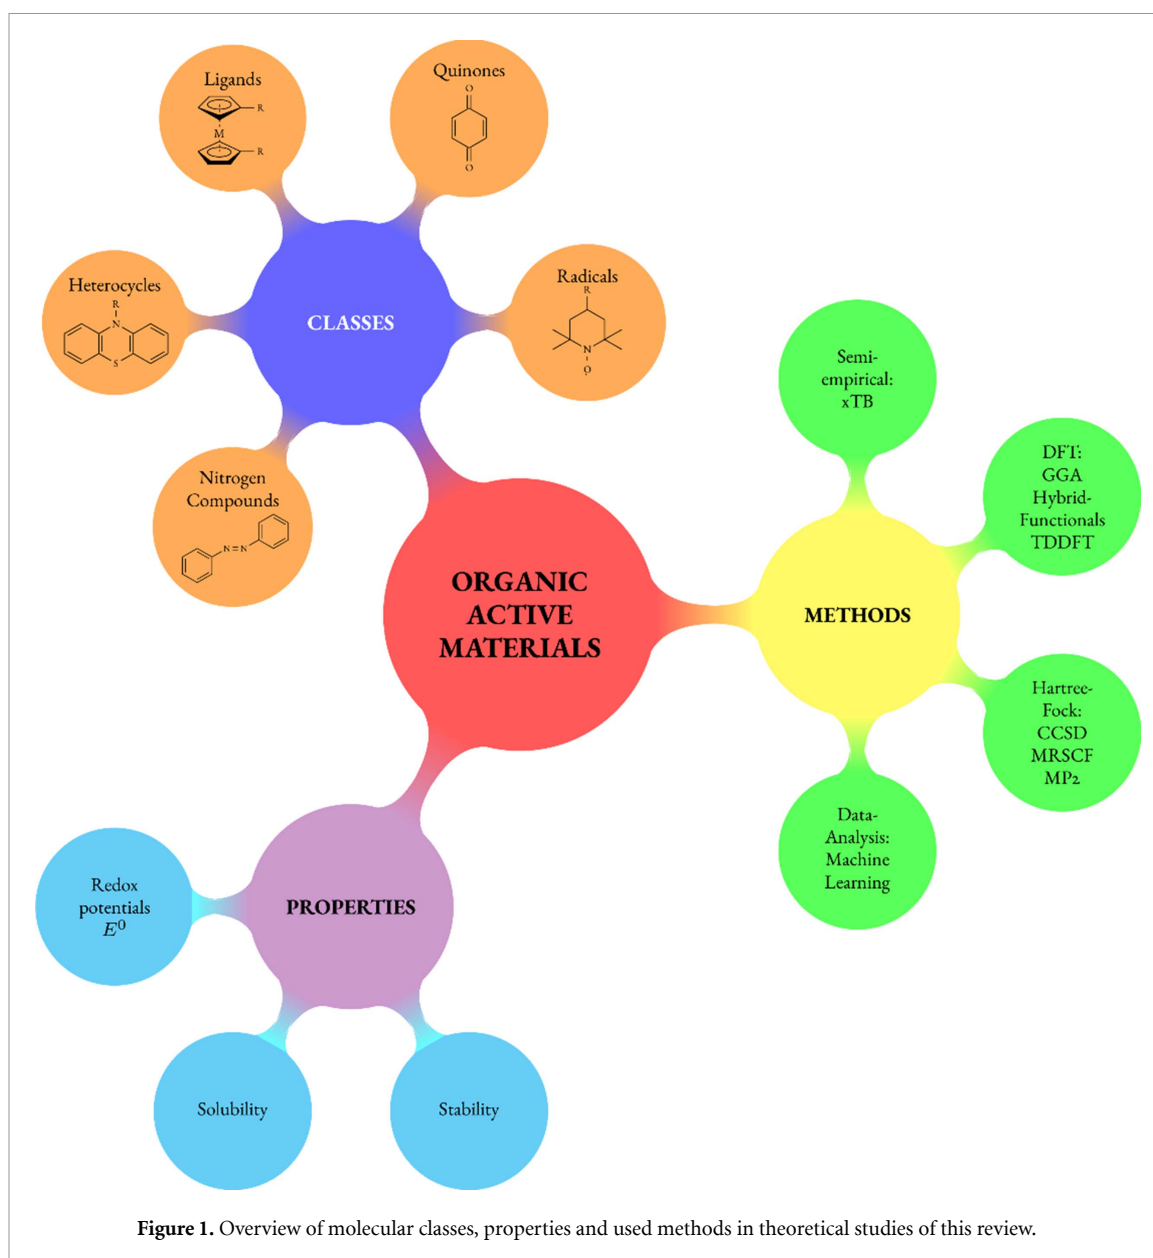 Ligands
R
M
R
Quinones
O
O
Heterocycles
R
N
S
CLASSES
Radicals
R
N
O
Nitrogen
Compounds
N=N
Semi-
empirical:
xTB
DFT:
GGA
Hybrid-
Functionals
TDDFT
ORGANIC
ACTIVE
MATERIALS
METHODS
Hartree-
Fock:
CCSD
MRSCF
MP2
Data-
Analysis:
Machine
Learning
PROPERTIES
Redox
potentials
E⁰
Solubility
Stability
Figure 1. Overview of molecular classes, properties and used methods in theoretical studies of this review.